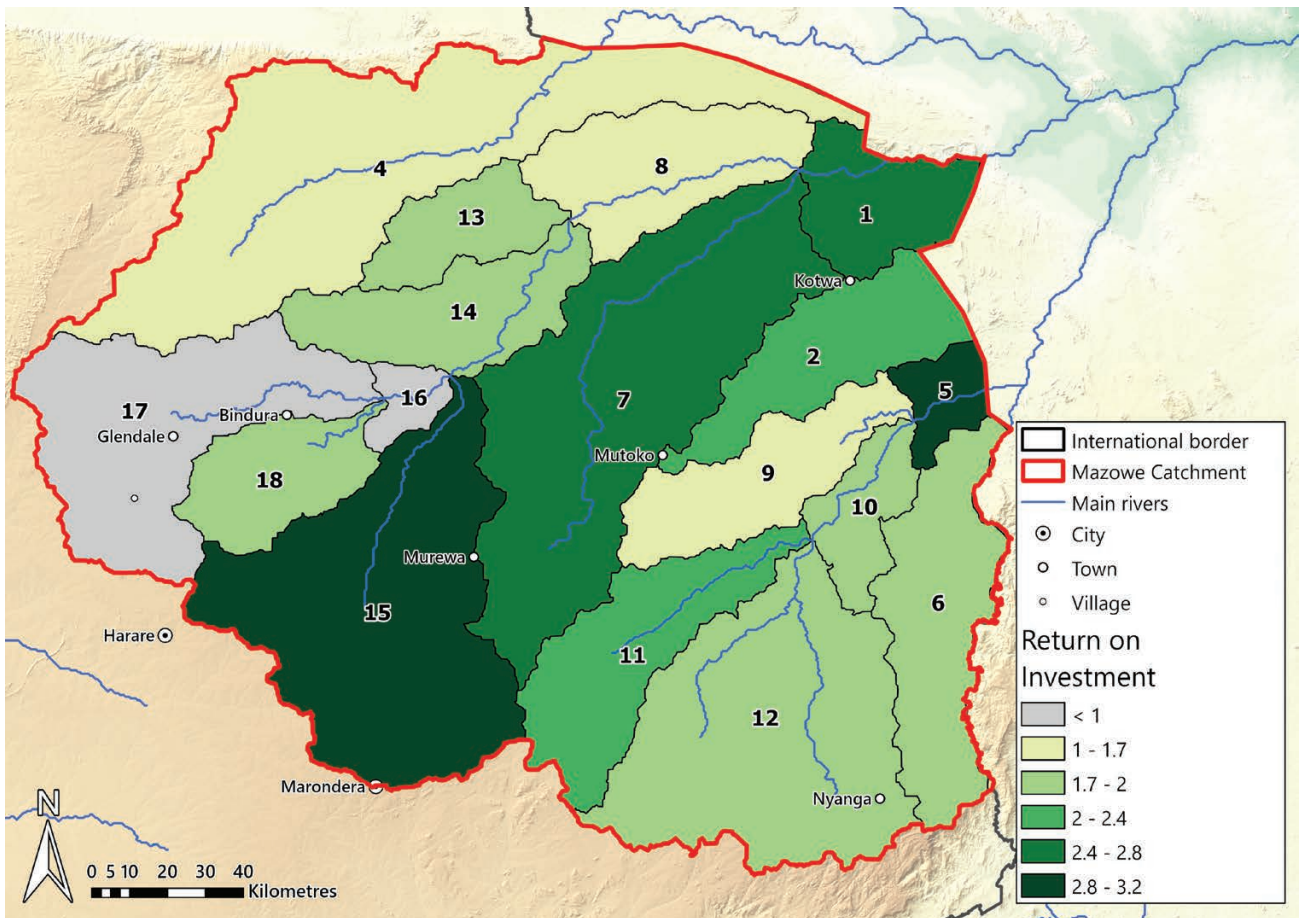 4
8
13
1
Kotwa
14
2
5
17
16
7
Bindura
Glendale
Mutoko
9
18
10
Murewa
6
15
Harare
11
12
Marondera
Nyanga
N
0 5 10 20 30 40
Kilometres
International border
Mazowe Catchment
Main rivers
City
Town
Village
Return on
Investment
< 1
1 - 1.7
1.7 - 2
2 - 2.4
2.4 - 2.8
2.8 - 3.2